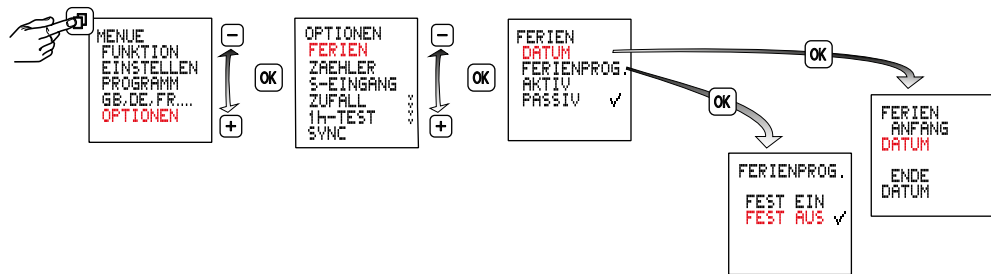 MENUE
FUNKTION
EINSTELLEN
PROGRAMM
GB,DE,FR....
OPTIONEN
−
+
OK
OPTIONEN
FERIEN
ZAEHLER
S-EINGANG
ZUFALL
1h-TEST
SYNC
−
+
OK
FERIEN
DATUM
FERIENPROG.
AKTIV
PASSIV ✓
OK
OK
FERIENPROG.
FEST EIN
FEST AUS ✓
FERIEN
ANFANG
DATUM
ENDE
DATUM